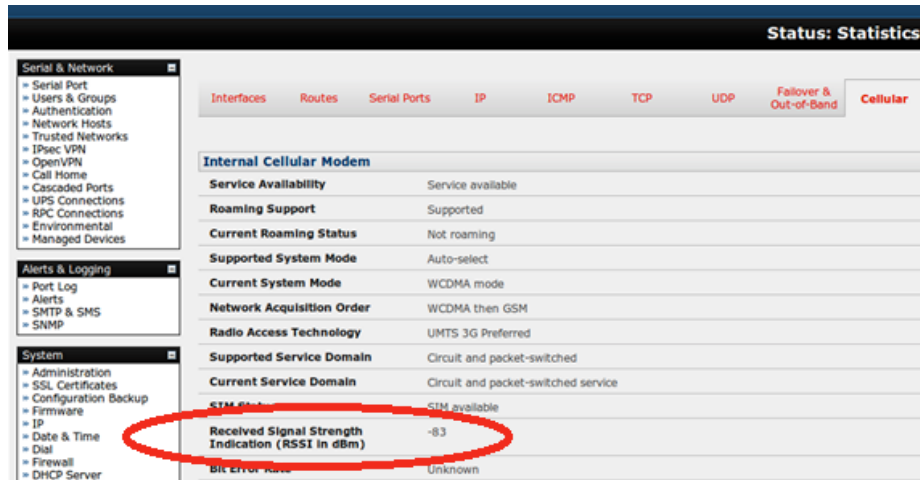 Status: Statistics
Serial & Network
» Serial Port
» Users & Groups
» Authentication
» Network Hosts
» Trusted Networks
» IPsec VPN
» OpenVPN
» Call Home
» Cascaded Ports
» UPS Connections
» RPC Connections
» Environmental
» Managed Devices
Alerts & Logging
» Port Log
» Alerts
» SMTP & SMS
» SNMP
System
» Administration
» SSL Certificates
» Configuration Backup
» Firmware
» IP
» Date & Time
» Dial
» Firewall
» DHCP Server
Interfaces Routes Serial Ports IP ICMP TCP UDP Failover & Out-of-Band Cellular
Internal Cellular Modem
Service Availability Service available
Roaming Support Supported
Current Roaming Status Not roaming
Supported System Mode Auto-select
Current System Mode WCDMA mode
Network Acquisition Order WCDMA then GSM
Radio Access Technology UMTS 3G Preferred
Supported Service Domain Circuit and packet-switched
Current Service Domain Circuit and packet-switched service
SIM SIM available
Received Signal Strength -83
Indication (RSSI in dBm)
Bit Error Rate Unknown